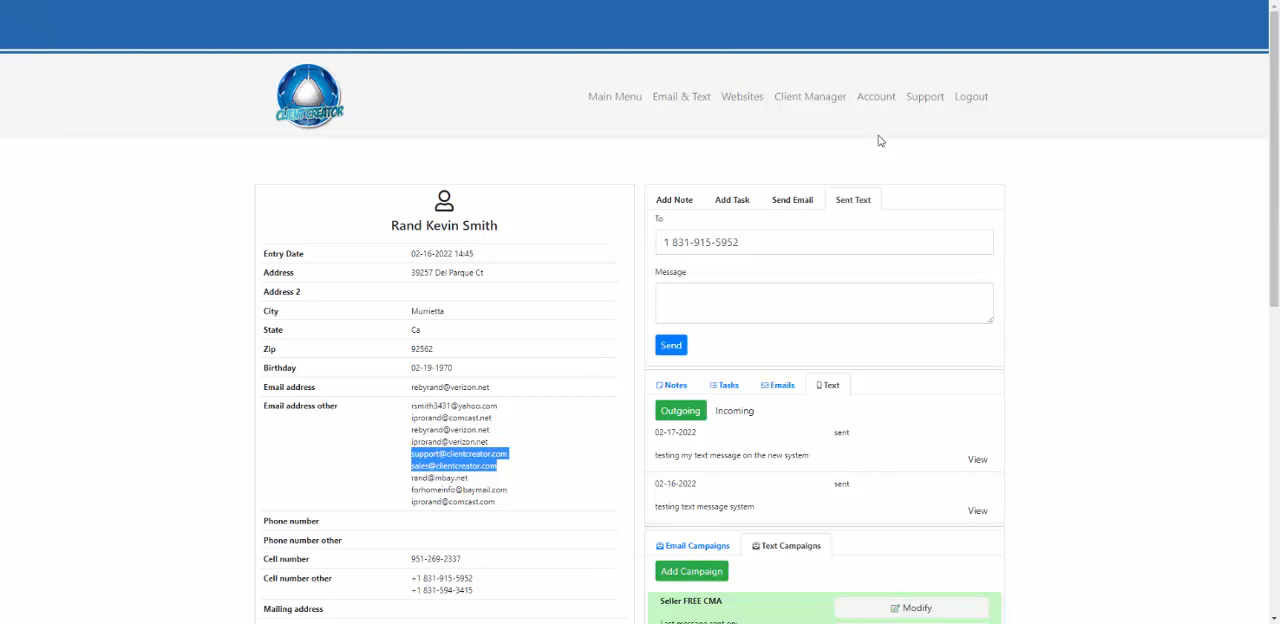 CLIENT CREATOR
Main Menu Email & Text Websites Client Manager Account Support Logout
Rand Kevin Smith
Entry Date 02-16-2022 14:45
Address 39257 Del Parque Ct
Address 2
City Murrietta
State Ca
Zip 92562
Birthday 02-19-1970
Email address rebyrand@verizon.net
Email address other rsmith3431@yahoo.com
iprorand@comcast.net
rebyrand@verizon.net
iprorand@verizon.net
support@clientcreator.com
sales@clientcreator.com
rand@mbay.net
forhomeinfo@baymail.com
iprorand@comcast.com
Phone number
Phone number other
Cell number 951-269-2337
Cell number other +1 831-915-5952
+1 831-594-3415
Mailing address
Add Note Add Task Send Email Sent Text
To
1 831-915-5952
Message
Send
Notes Tasks Emails Text
Outgoing Incoming
02-17-2022 sent
testing my text message on the new system
View
02-16-2022 sent
testing text message system
View
Email Campaigns Text Campaigns
Add Campaign
Seller FREE CMA Modify
Last message sent on: